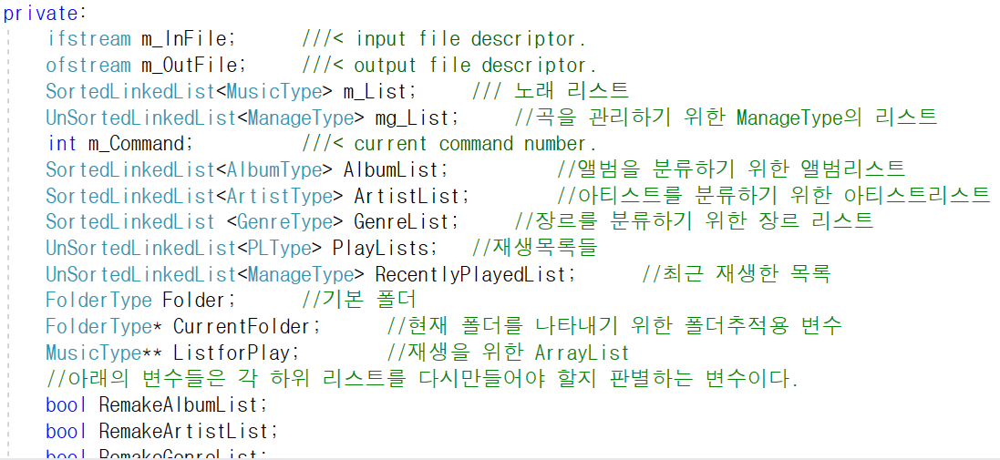 private:
ifstream m_InFile; ///< input file descriptor.
ofstream m_OutFile; ///< output file descriptor.
SortedLinkedList<MusicType> m_List; /// 노래 리스트
UnSortedLinkedList<ManageType> mg_List; //곡을 관리하기 위한 ManageType의 리스트
int m_Command; ///< current command number.
SortedLinkedList<AlbumType> AlbumList; //앨범을 분류하기 위한 앨범리스트
SortedLinkedList<ArtistType> ArtistList; //아티스트를 분류하기 위한 아티스트리스트
SortedLinkedList <GenreType> GenreList; //장르를 분류하기 위한 장르 리스트
UnSortedLinkedList<PLType> PlayLists; //재생목록들
UnSortedLinkedList<ManageType> RecentlyPlayedList; //최근 재생한 목록
FolderType Folder; //기본 폴더
FolderType* CurrentFolder; //현재 폴더를 나타내기 위한 폴더추적용 변수
MusicType** ListforPlay; //재생을 위한 ArrayList
//아래의 변수들은 각 하위 리스트를 다시만들어야 할지 판별하는 변수이다.
bool RemakeAlbumList;
bool RemakeArtistList;
bool RemakeGenreList;